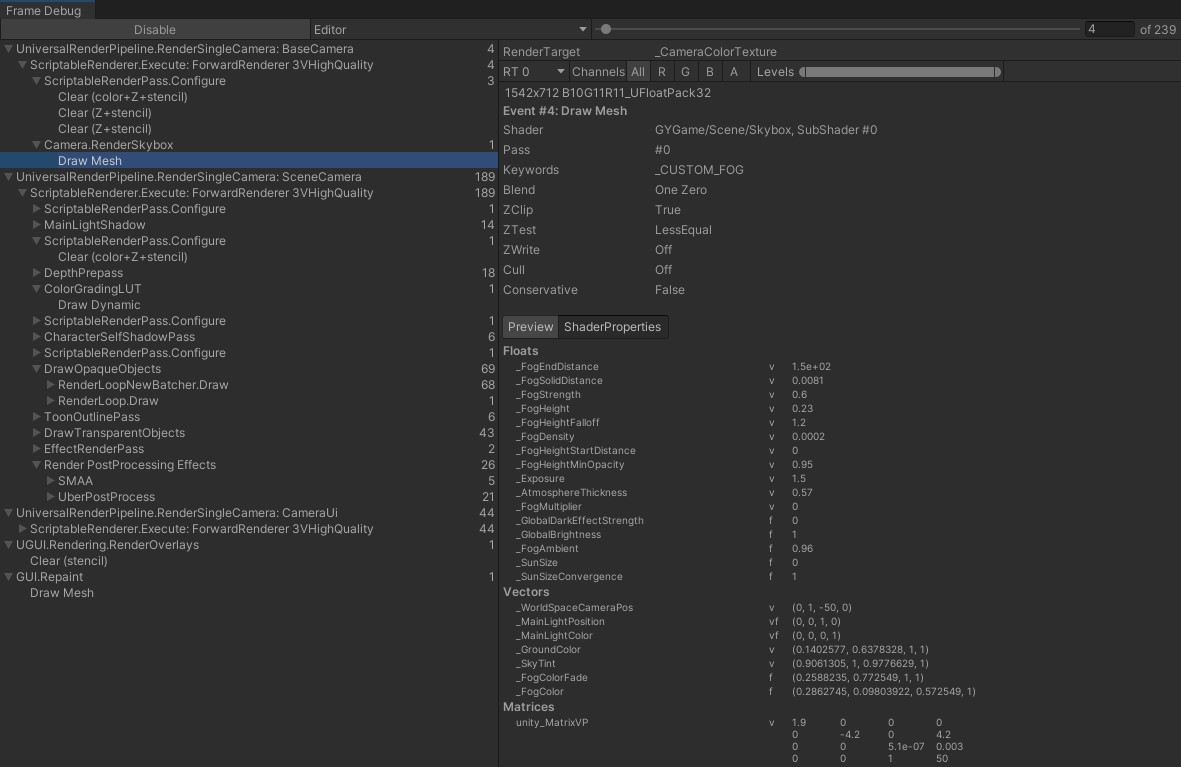 Frame Debug
Disable Editor 4 of 239
UniversalRenderPipeline.RenderSingleCamera: BaseCamera 4
ScriptableRenderer.Execute: ForwardRenderer 3VHighQuality 4
ScriptableRenderPass.Configure 3
Clear (color+Z+stencil)
Clear (Z+stencil)
Clear (Z+stencil)
Camera.RenderSkybox 1
Draw Mesh
UniversalRenderPipeline.RenderSingleCamera: SceneCamera 189
ScriptableRenderer.Execute: ForwardRenderer 3VHighQuality 189
ScriptableRenderPass.Configure 1
MainLightShadow 14
ScriptableRenderPass.Configure 1
Clear (color+Z+stencil)
DepthPrepass 18
ColorGradingLUT 1
Draw Dynamic
ScriptableRenderPass.Configure 1
CharacterSelfShadowPass 6
ScriptableRenderPass.Configure 1
DrawOpaqueObjects 69
RenderLoopNewBatcher.Draw 68
RenderLoop.Draw 1
ToonOutlinePass 6
DrawTransparentObjects 43
EffectRenderPass 2
Render PostProcessing Effects 26
SMAA 5
UberPostProcess 21
UniversalRenderPipeline.RenderSingleCamera: CameraUi 44
ScriptableRenderer.Execute: ForwardRenderer 3VHighQuality 44
UGUI.Rendering.RenderOverlays 1
Clear (stencil)
GUI.Repaint 1
Draw Mesh
RenderTarget _CameraColorTexture
RT 0 Channels All R G B A Levels
1542x712 B10G11R11_UFloatPack32
Event #4: Draw Mesh
Shader GYGame/Scene/Skybox, SubShader #0
Pass #0
Keywords _CUSTOM_FOG
Blend One Zero
ZClip True
ZTest LessEqual
ZWrite Off
Cull Off
Conservative False
Preview ShaderProperties
Floats
_FogEndDistance v 1.5e+02
_FogSolidDistance v 0.0081
_FogStrength v 0.6
_FogHeight v 0.23
_FogHeightFalloff v 1.2
_FogDensity v 0.0002
_FogHeightStartDistance v 0
_FogHeightMinOpacity v 0.95
_Exposure v 1.5
_AtmosphereThickness v 0.57
_FogMultiplier v 0
_GlobalDarkEffectStrength f 0
_GlobalBrightness f 1
_FogAmbient f 0.96
_SunSize f 0
_SunSizeConvergence f 1
Vectors
_WorldSpaceCameraPos v (0, 1, -50, 0)
_MainLightPosition vf (0, 0, 1, 0)
_MainLightColor vf (0, 0, 0, 1)
_GroundColor v (0.1402577, 0.6378328, 1, 1)
_SkyTint v (0.9061305, 1, 0.9776629, 1)
_FogColorFade f (0.2588235, 0.772549, 1, 1)
_FogColor f (0.2862745, 0.09803922, 0.572549, 1)
Matrices
unity_MatrixVP v 1.9 0 0 0
0 -4.2 0 4.2
0 0 5.1e-07 0.003
0 0 1 50